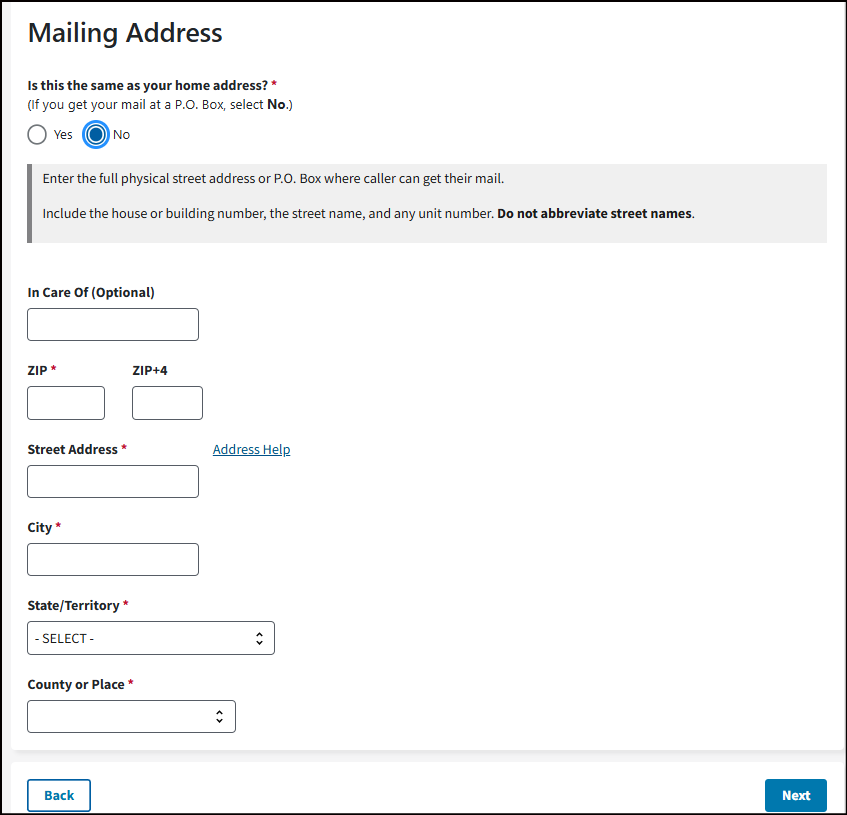 Mailing Address
Is this the same as your home address? *
(If you get your mail at a P.O. Box, select No.)
Yes No
Enter the full physical street address or P.O. Box where caller can get their mail.
Include the house or building number, the street name, and any unit number. Do not abbreviate street names.
In Care Of (Optional)
ZIP * ZIP+4
Street Address * Address Help
City *
State/Territory *
- SELECT -
County or Place *
Back Next